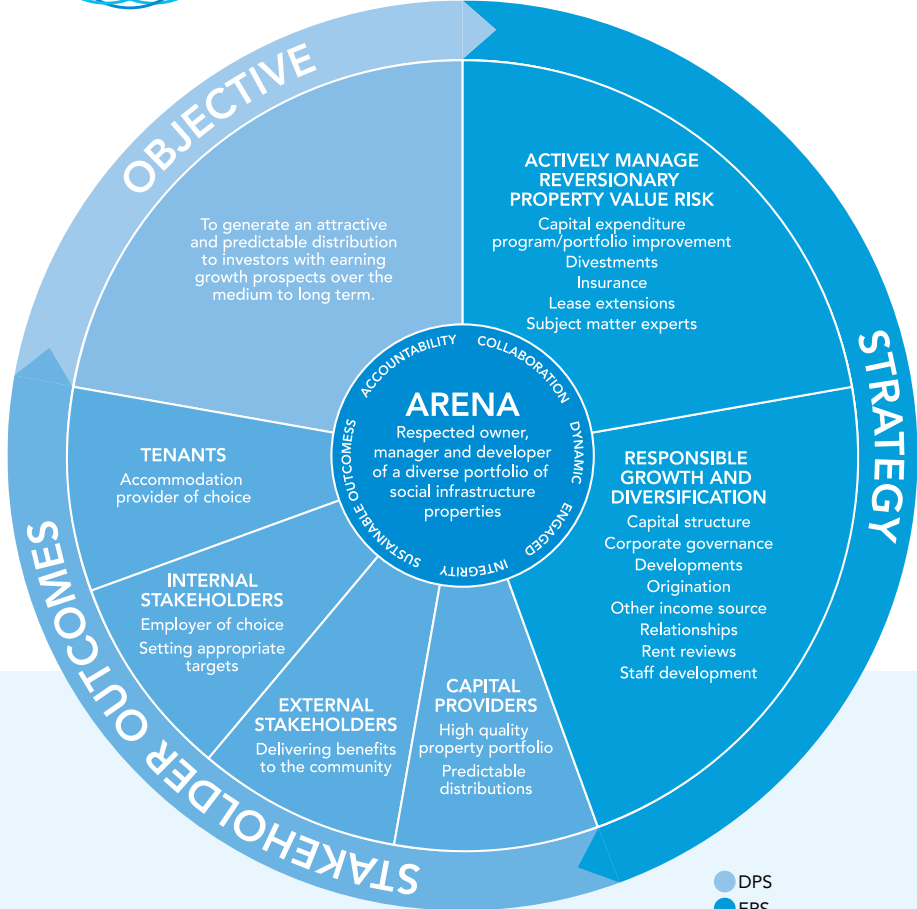 OBJECTIVE
To generate an attractive
and predictable distribution
to investors with earning
growth prospects over the
medium to long term.
STRATEGY
ACTIVELY MANAGE
REVERSIONARY
PROPERTY VALUE RISK
Capital expenditure
program/portfolio improvement
Divestments
Insurance
Lease extensions
Subject matter experts
RESPONSIBLE
GROWTH AND
DIVERSIFICATION
Capital structure
Corporate governance
Developments
Origination
Other income source
Relationships
Rent reviews
Staff development
ACCOUNTABILITY
COLLABORATION
DYNAMIC
ENGAGED
INTEGRITY
SUSTAINABLE OUTCOMESS
ARENA
Respected owner,
manager and developer
of a diverse portfolio of
social infrastructure
properties
STAKEHOLDER OUTCOMES
TENANTS
Accommodation
provider of choice
INTERNAL
STAKEHOLDERS
Employer of choice
Setting appropriate
targets
EXTERNAL
STAKEHOLDERS
Delivering benefits
to the community
CAPITAL
PROVIDERS
High quality
property portfolio
Predictable
distributions
DPS
EPS